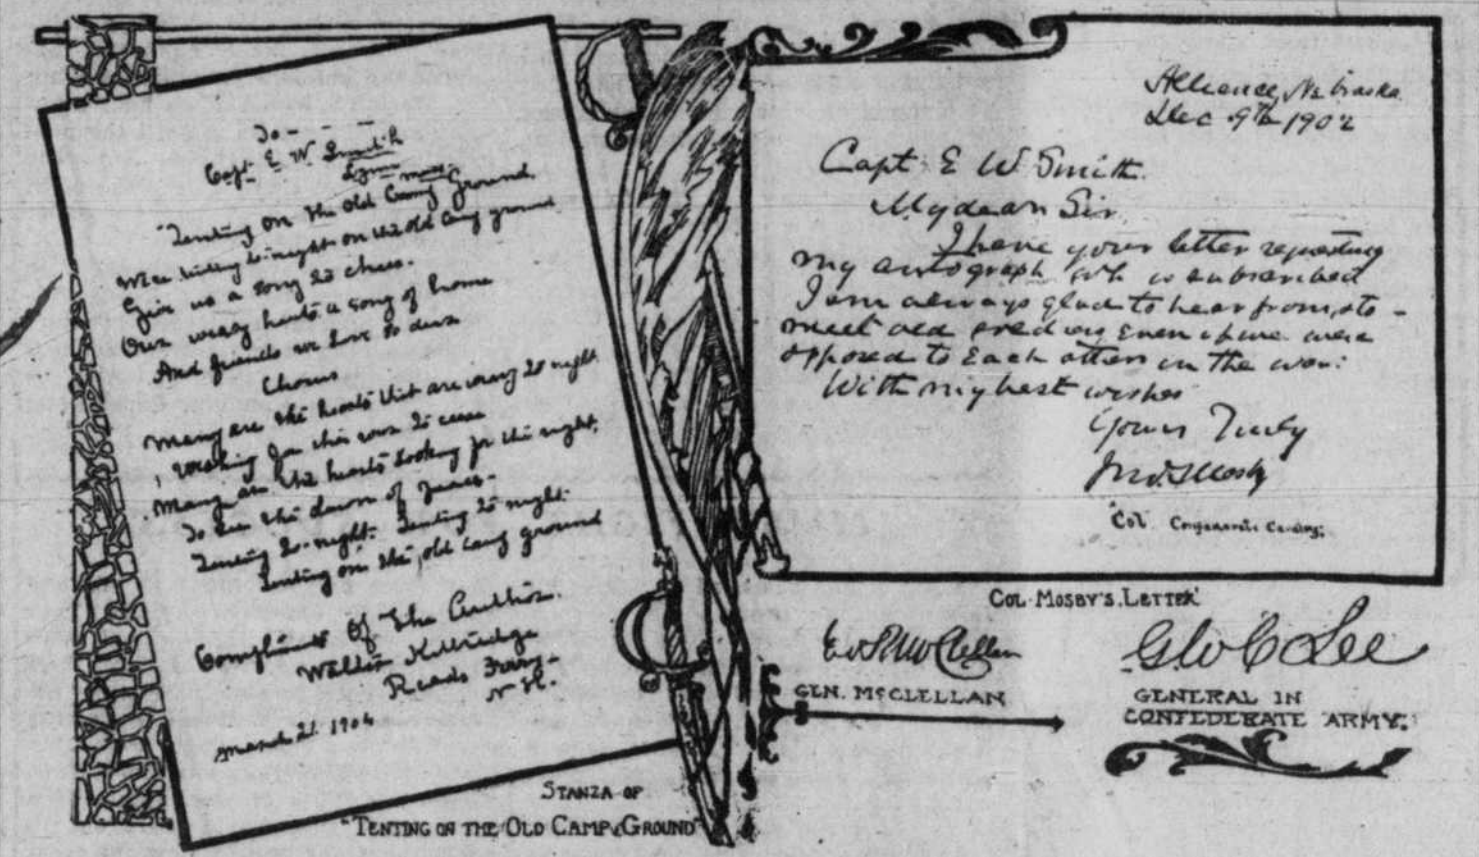 To -
Capt. E W. Smith
Lynn Mass
"Tenting on the Old Camp Ground
We're tenting to-night on the old camp ground
Give us a song to cheer.
Our weary hearts a song of home
And friends we love so dear
Chorus
Many are the hearts that are weary to night
Wishing for this war to cease
Many are the hearts looking for the right,
To see the dawn of peace-
Tenting to-night. Tenting to night.
Tenting on the, old camp ground
Compliments of The Author.
Walter Kittredge
Reeds Ferry-
N. H.
March 21. 1904
STANZA OF
"TENTING ON THE OLD CAMP GROUND"
Alliance, Nebraska
Dec 9th 1902
Capt E W Smith.
My dear Sir
I have your letter requesting
my autograph wh. is subscribed
I am always glad to hear from, & to -
meet old even if we were
opposed to Each other in the war.
With my best wishes
Yours Truly
Jno. S Mosby
"Col Confederate Cavalry.
COL. MOSBY'S. LETTER
Geo B McClellan
GEN. McCLELLAN
G W C Lee
GENERAL IN
CONFEDERATE ARMY.